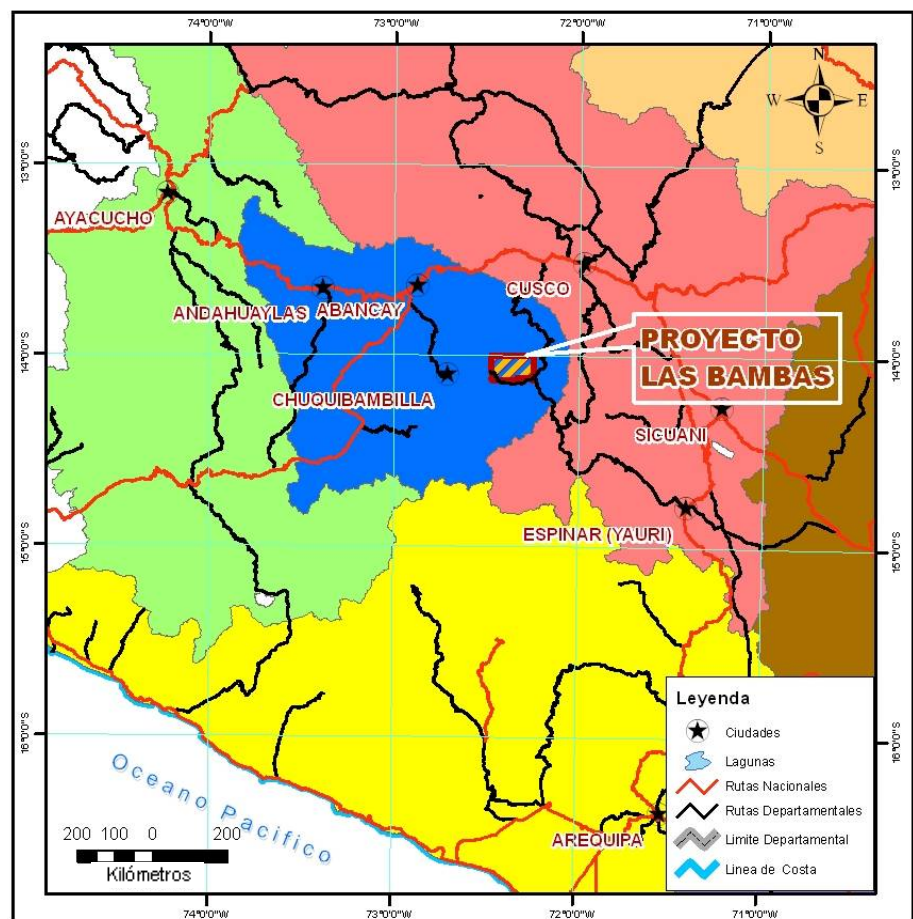 74°0'0"W
73°0'0"W
72°0'0"W
71°0'0"W
N
W E
S
13°0'0"S
13°0'0"S
AYACUCHO
CUSCO
ANDAHUAYLAS
ABANCAY
PROYECTO
LAS BAMBAS
14°0'0"S
14°0'0"S
CHUQUIBAMBILLA
SICUANI
ESPINAR (YAURI)
15°0'0"S
15°0'0"S
Leyenda
Ciudades
Lagunas
Rutas Nacionales
Rutas Departamentales
Limite Departamental
Linea de Costa
16°0'0"S
16°0'0"S
Oceano Pacifico
AREQUIPA
200 100 0 200
Kilómetros
74°0'0"W
73°0'0"W
72°0'0"W
71°0'0"W